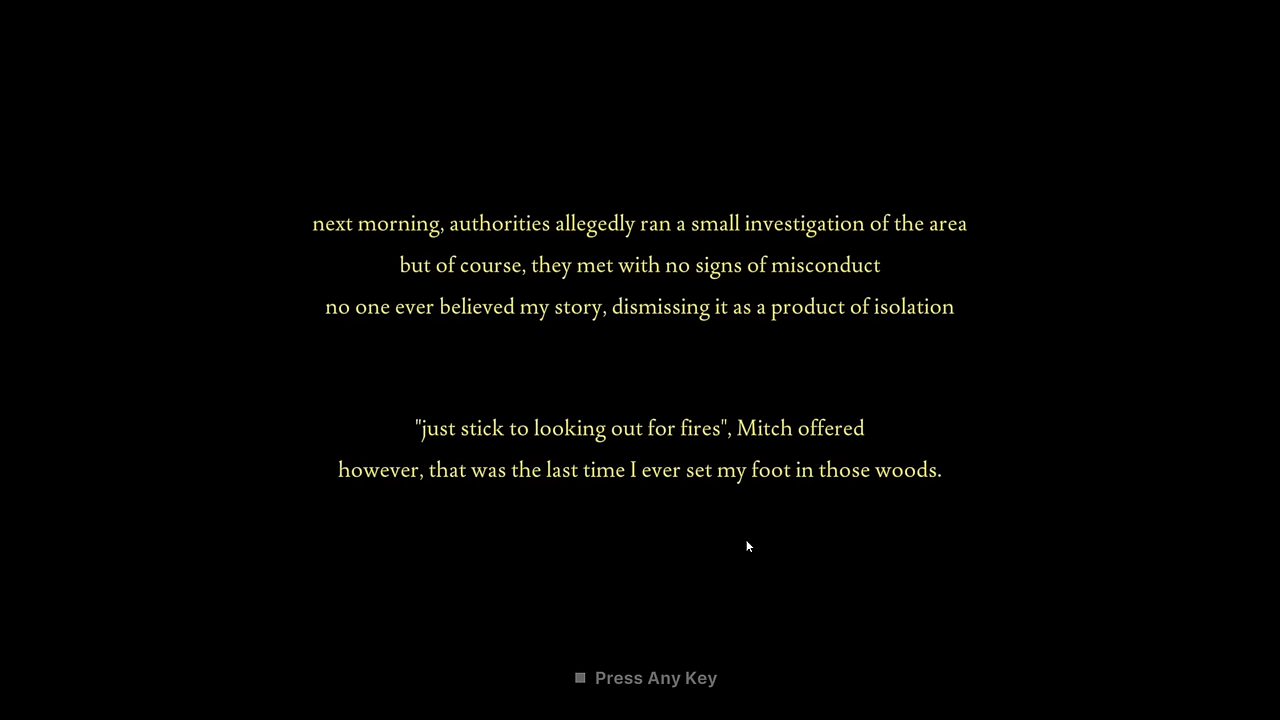 next morning, authorities allegedly ran a small investigation of the area
but of course, they met with no signs of misconduct
no one ever believed my story, dismissing it as a product of isolation
"just stick to looking out for fires", Mitch offered
however, that was the last time I ever set my foot in those woods.
Press Any Key